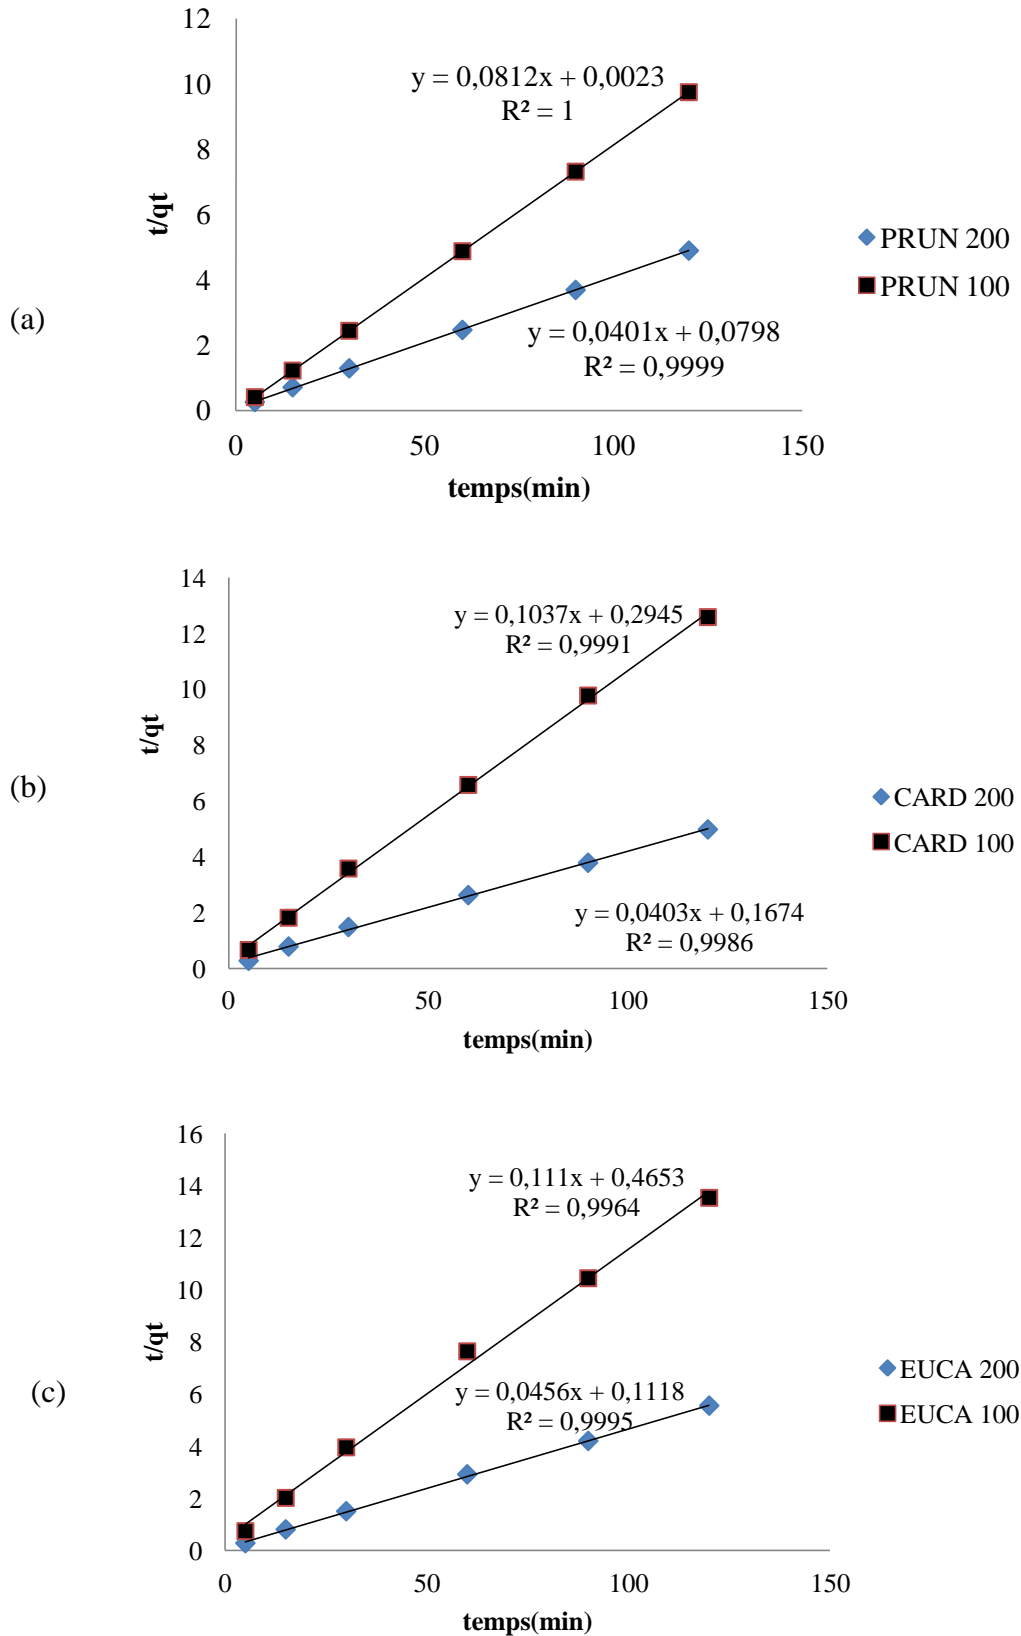 12
10
8
6
4
2
0
0
50
100
150
t/qt
temps(min)
y = 0,0812x + 0,0023
R² = 1
y = 0,0401x + 0,0798
R² = 0,9999
PRUN 200
PRUN 100
(a)
14
12
10
8
6
4
2
0
0
50
100
150
t/qt
temps(min)
y = 0,1037x + 0,2945
R² = 0,9991
y = 0,0403x + 0,1674
R² = 0,9986
CARD 200
CARD 100
(b)
16
14
12
10
8
6
4
2
0
0
50
100
150
t/qt
temps(min)
y = 0,111x + 0,4653
R² = 0,9964
y = 0,0456x + 0,1118
R² = 0,9995
EUCA 200
EUCA 100
(c)